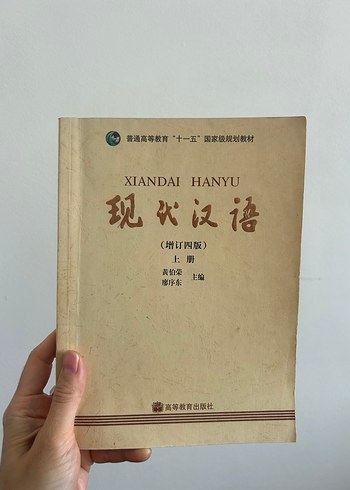 普通高等教育“十一五”国家级规划教材
XIANDAI HANYU
现代汉语
(增订四版)
上 册
黄伯荣
廖序东
主编
高等教育出版社